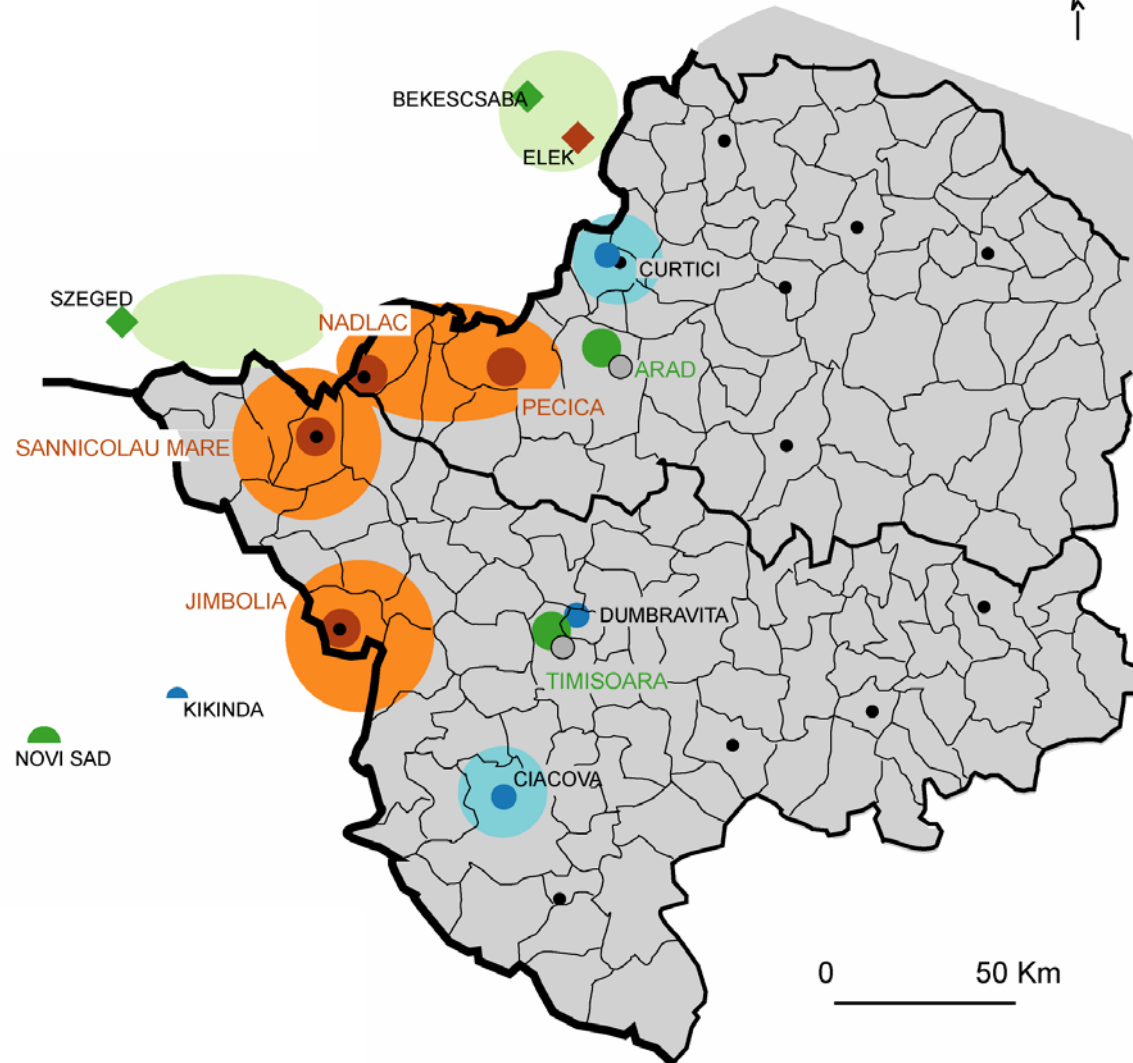 BEKESCSABA
ELEK
CURTICI
SZEGED
NADLAC
ARAD
PECICA
SANNICOLAU MARE
JIMBOLIA
DUMBRAVITA
TIMISOARA
KIKINDA
NOVI SAD
CIACOVA
0 50 Km